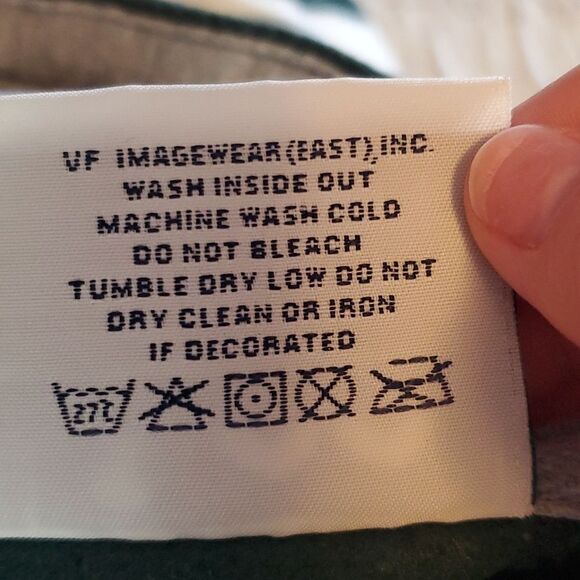 VF IMAGEWEAR (EAST), INC.
WASH INSIDE OUT
MACHINE WASH COLD
DO NOT BLEACH
TUMBLE DRY LOW DO NOT
DRY CLEAN OR IRON
IF DECORATED
27C